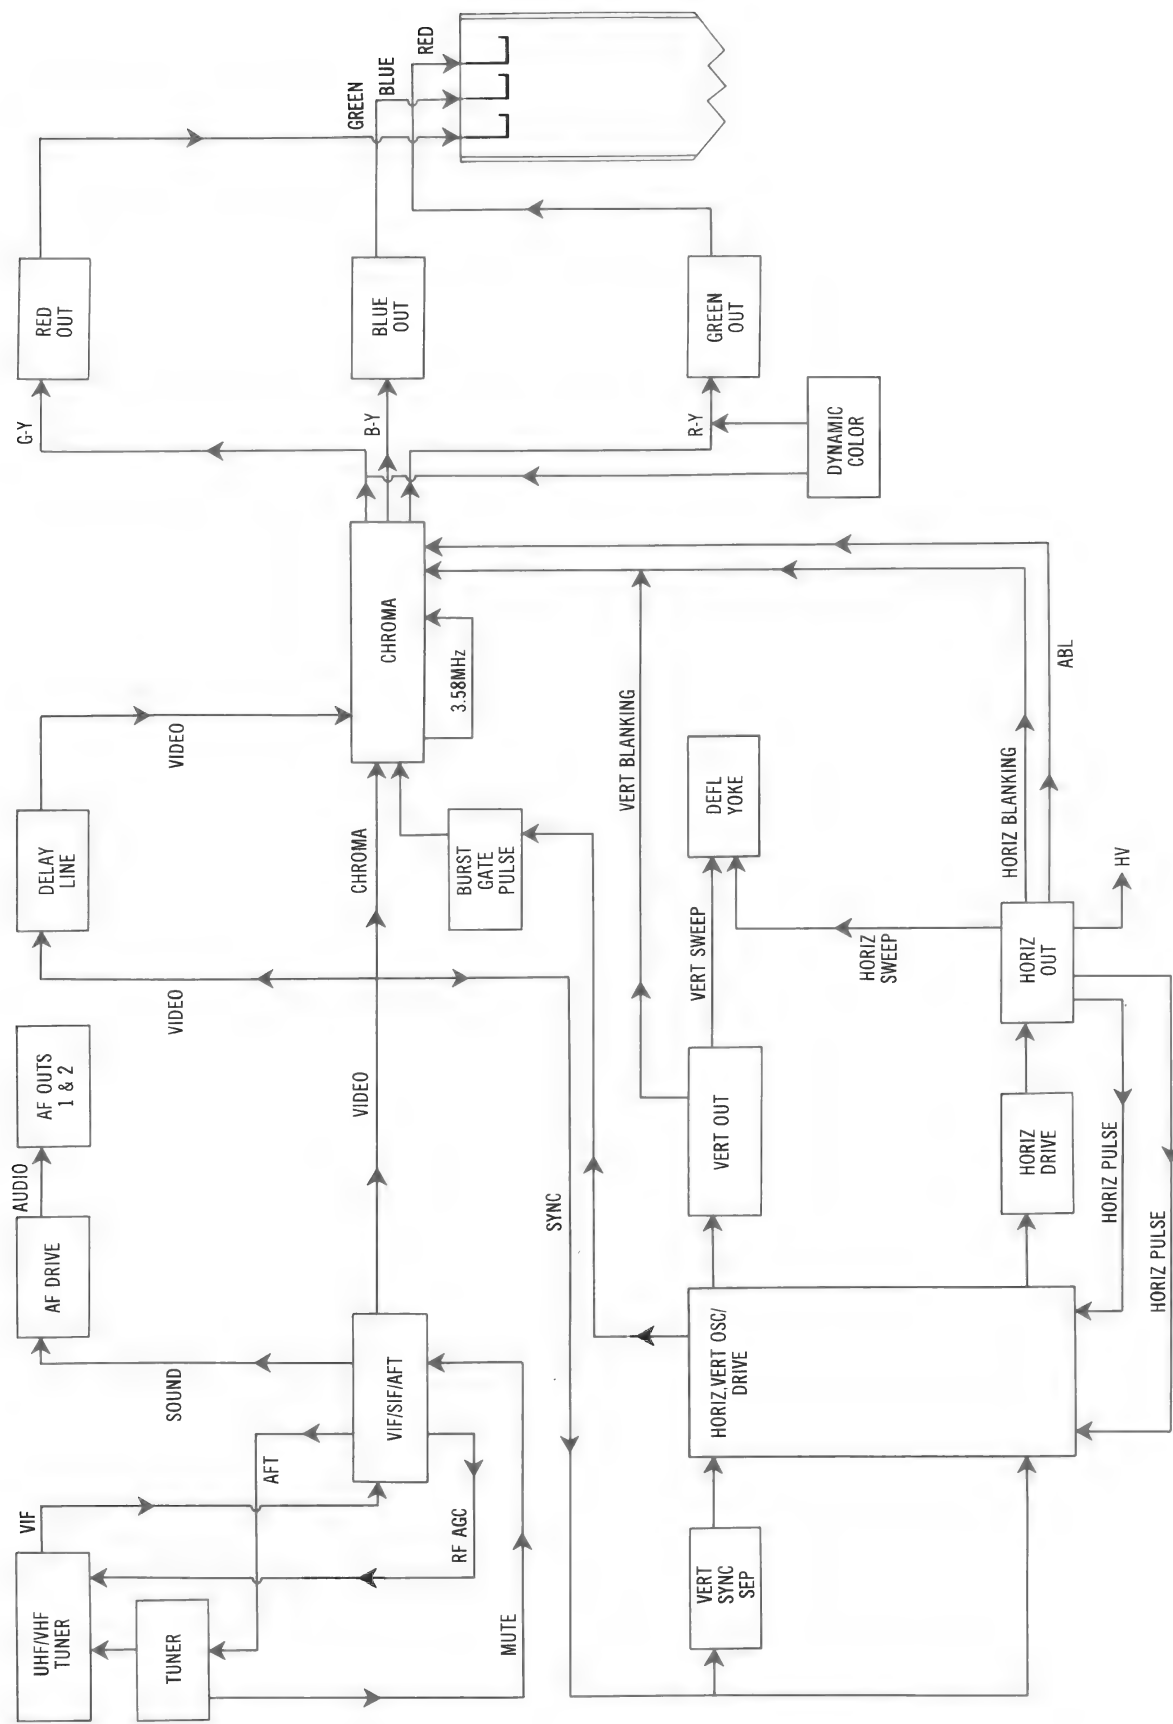 UHF/VHF
TUNER
VIF
TUNER
AFT
RF AGC
MUTE
SOUND
VIF/SIF/AFT
AF DRIVE
AUDIO
AF OUTS
1 & 2
VIDEO
VIDEO
DELAY
LINE
VIDEO
CHROMA
SYNC
BURST
GATE
PULSE
CHROMA
3.58MHz
G-Y
B-Y
R-Y
RED
OUT
BLUE
OUT
GREEN
OUT
DYNAMIC
COLOR
GREEN
BLUE
RED
VERT
SYNC
SEP
HORIZ,VERT OSC/
DRIVE
VERT OUT
VERT SWEEP
VERT BLANKING
DEFL
YOKE
HORIZ
SWEEP
HORIZ
DRIVE
HORIZ
OUT
HORIZ BLANKING
ABL
HV
HORIZ PULSE
HORIZ PULSE